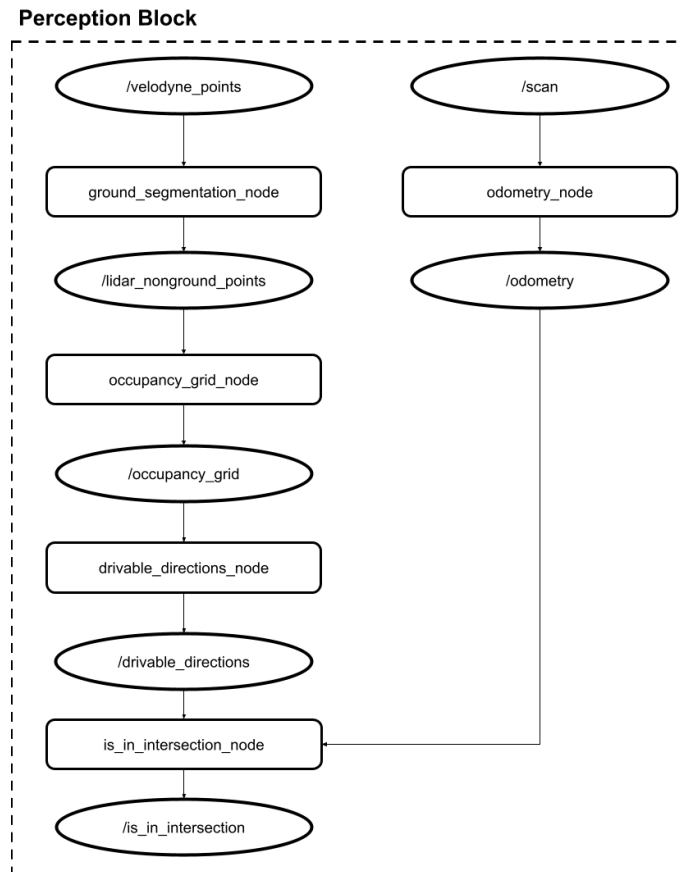 Perception Block
/velodyne_points
/scan
ground_segmentation_node
odometry_node
/lidar_nonground_points
/odometry
occupancy_grid_node
/occupancy_grid
drivable_directions_node
/drivable_directions
is_in_intersection_node
/is_in_intersection